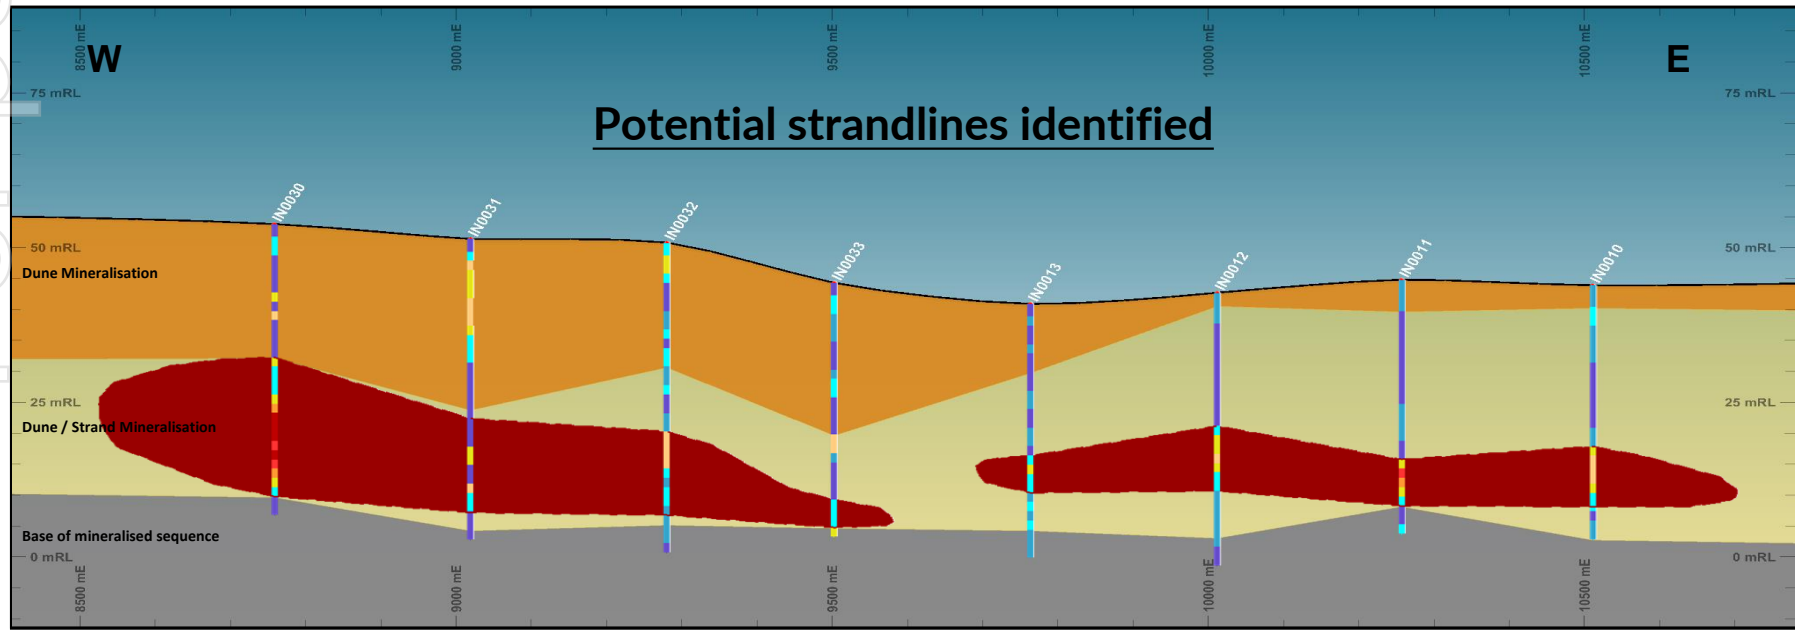 8500 mE
9000 mE
9500 mE
10000 mE
10500 mE
W
E
75 mRL
75 mRL
Potential strandlines identified
IN0030
IN0031
IN0032
IN0033
IN0013
IN0012
IN0011
IN0010
50 mRL
50 mRL
Dune Mineralisation
25 mRL
25 mRL
Dune / Strand Mineralisation
Base of mineralised sequence
0 mRL
0 mRL
8500 mE
9000 mE
9500 mE
10000 mE
10500 mE